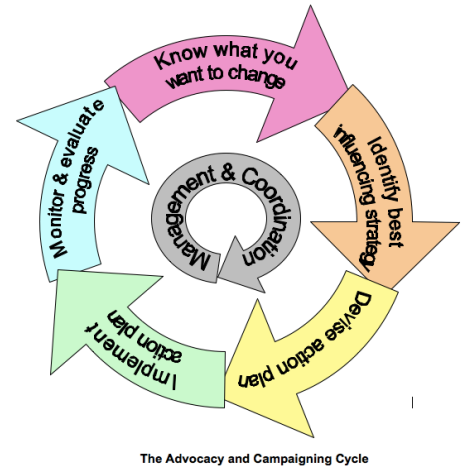 Know what you
want to change
Identify best
influencing strategy
Devise action plan
Implement
action plan
Monitor & evaluate
progress
Management & Coordination
The Advocacy and Campaigning Cycle